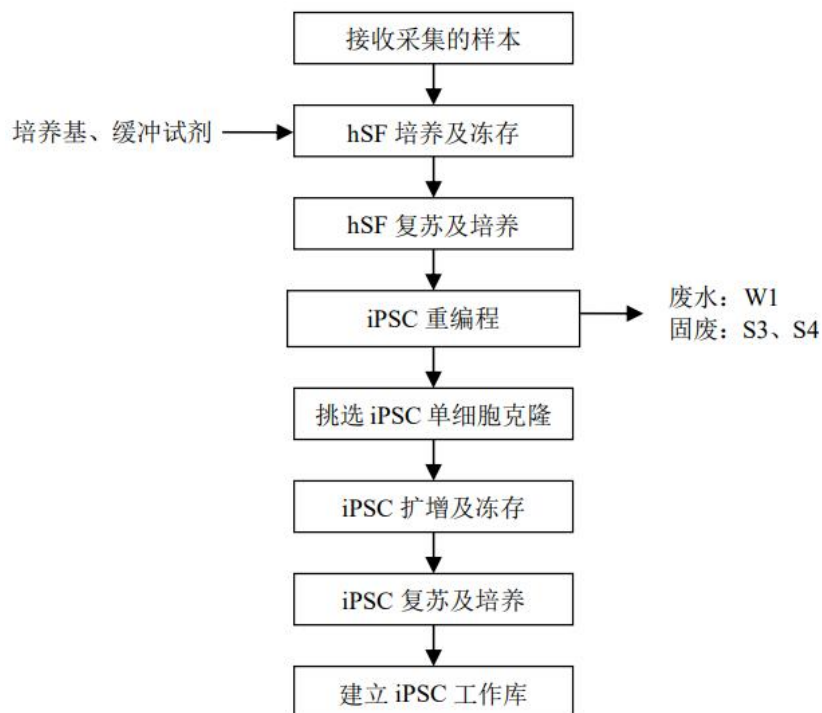 接收采集的样本
培养基、缓冲试剂
hSF 培养及冻存
hSF 复苏及培养
iPSC 重编程
废水：W1
固废：S3、S4
挑选 iPSC 单细胞克隆
iPSC 扩增及冻存
iPSC 复苏及培养
建立 iPSC 工作库